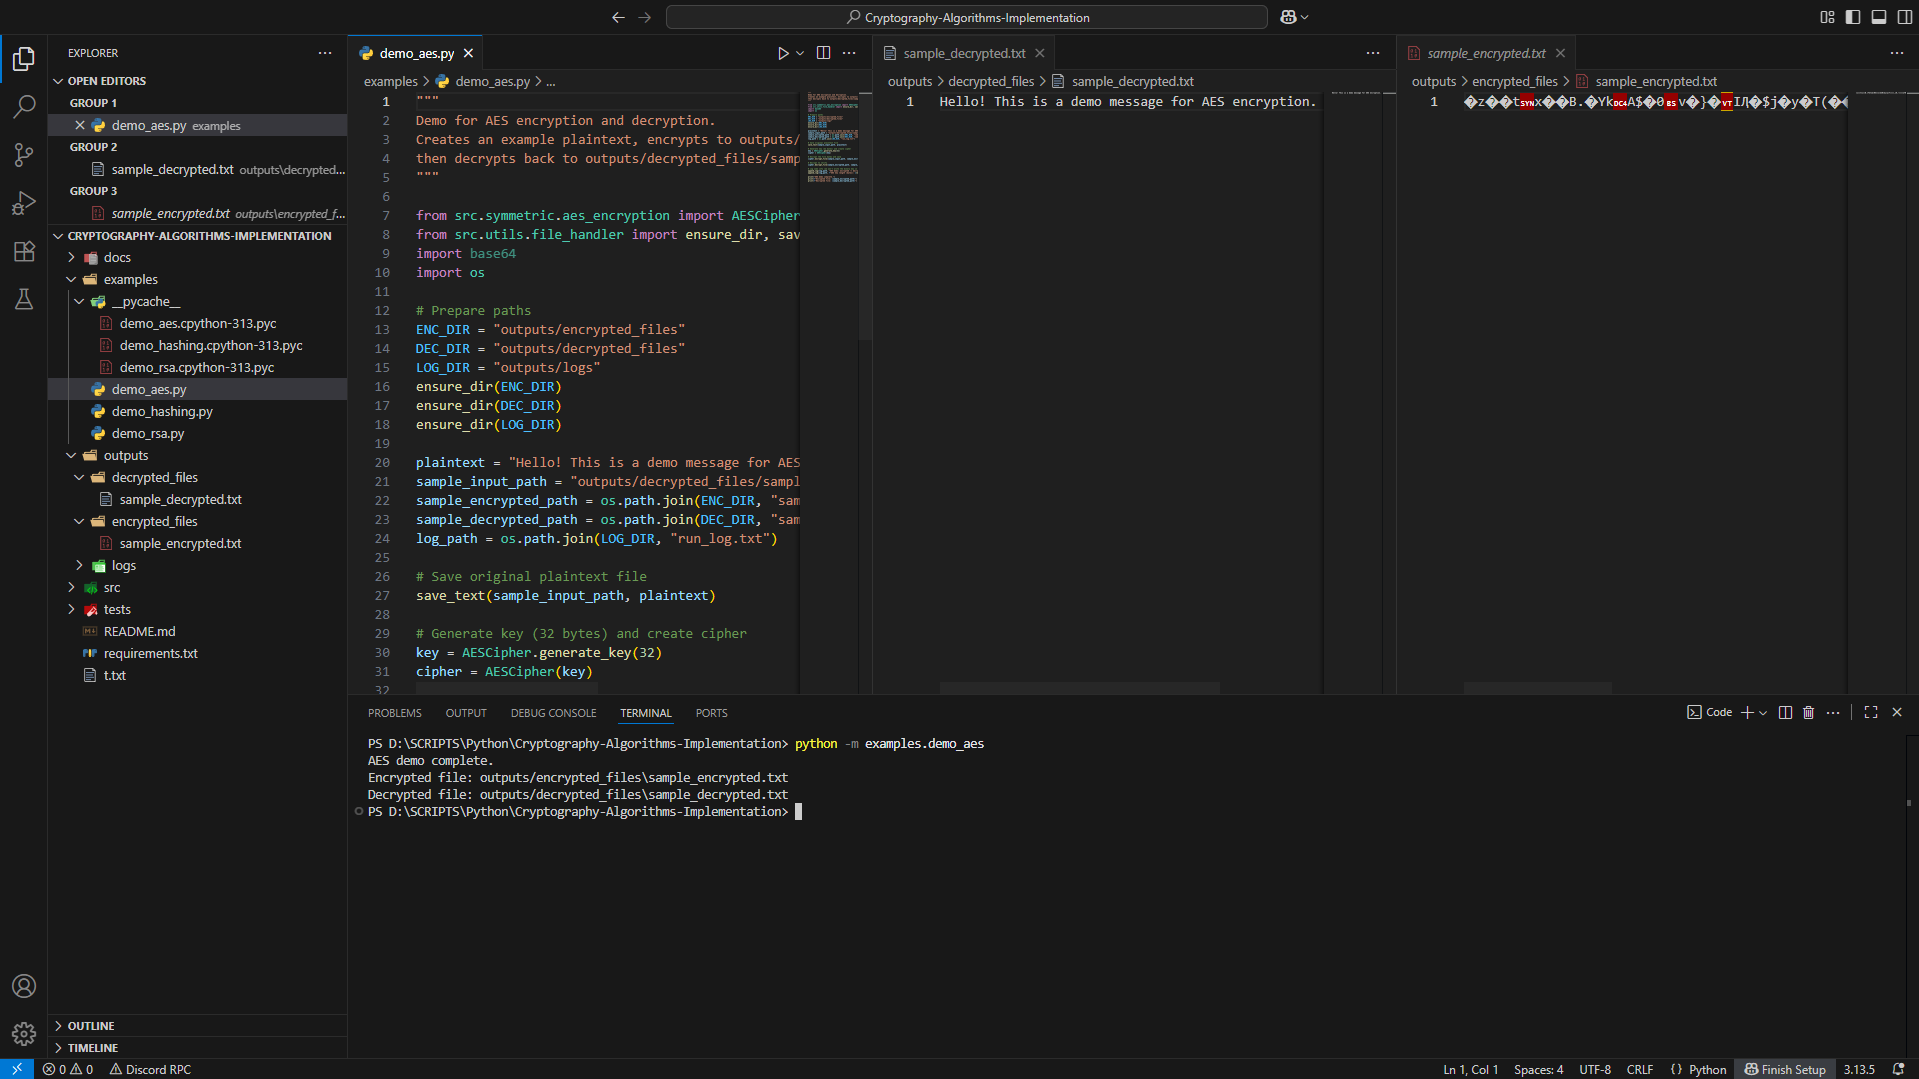 Cryptography-Algorithms-Implementation
EXPLORER
OPEN EDITORS
GROUP 1
demo_aes.py examples
GROUP 2
sample_decrypted.txt outputs\decrypted...
GROUP 3
sample_encrypted.txt outputs\encrypted_f...
CRYPTOGRAPHY-ALGORITHMS-IMPLEMENTATION
docs
examples
__pycache__
demo_aes.cpython-313.pyc
demo_hashing.cpython-313.pyc
demo_rsa.cpython-313.pyc
demo_aes.py
demo_hashing.py
demo_rsa.py
outputs
decrypted_files
sample_decrypted.txt
encrypted_files
sample_encrypted.txt
logs
src
tests
README.md
requirements.txt
t.txt
OUTLINE
TIMELINE
demo_aes.py
examples > demo_aes.py > ...
1 """
2 Demo for AES encryption and decryption.
3 Creates an example plaintext, encrypts to outputs/
4 then decrypts back to outputs/decrypted_files/samp
5 """
6
7 from src.symmetric.aes_encryption import AESCipher
8 from src.utils.file_handler import ensure_dir, sav
9 import base64
10 import os
11
12 # Prepare paths
13 ENC_DIR = "outputs/encrypted_files"
14 DEC_DIR = "outputs/decrypted_files"
15 LOG_DIR = "outputs/logs"
16 ensure_dir(ENC_DIR)
17 ensure_dir(DEC_DIR)
18 ensure_dir(LOG_DIR)
19
20 plaintext = "Hello! This is a demo message for AES
21 sample_input_path = "outputs/decrypted_files/sampl
22 sample_encrypted_path = os.path.join(ENC_DIR, "sam
23 sample_decrypted_path = os.path.join(DEC_DIR, "sam
24 log_path = os.path.join(LOG_DIR, "run_log.txt")
25
26 # Save original plaintext file
27 save_text(sample_input_path, plaintext)
28
29 # Generate key (32 bytes) and create cipher
30 key = AESCipher.generate_key(32)
31 cipher = AESCipher(key)
32
sample_decrypted.txt
outputs > decrypted_files > sample_decrypted.txt
1 Hello! This is a demo message for AES encryption.
sample_encrypted.txt
outputs > encrypted_files > sample_encrypted.txt
1 �z��tSYNx��B.�YkDC4A$�0BSv�}�VTIԮ�$j�y�T(��
PROBLEMS OUTPUT DEBUG CONSOLE TERMINAL PORTS
Code
PS D:\SCRIPTS\Python\Cryptography-Algorithms-Implementation> python -m examples.demo_aes
AES demo complete.
Encrypted file: outputs/encrypted_files\sample_encrypted.txt
Decrypted file: outputs/decrypted_files\sample_decrypted.txt
PS D:\SCRIPTS\Python\Cryptography-Algorithms-Implementation>
0 0 Discord RPC
Ln 1, Col 1 Spaces: 4 UTF-8 CRLF {} Python Finish Setup 3.13.5